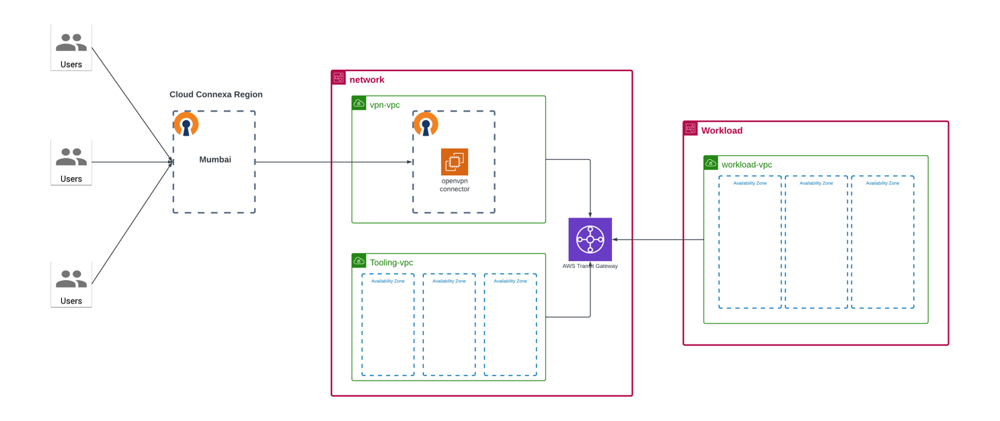 Users
Users
Users
Cloud Connexa Region
Mumbai
network
vpn-vpc
openvpn
connector
Tooling-vpc
Availability Zone
Availability Zone
Availability Zone
AWS Transit Gateway
Workload
workload-vpc
Availability Zone
Availability Zone
Availability Zone